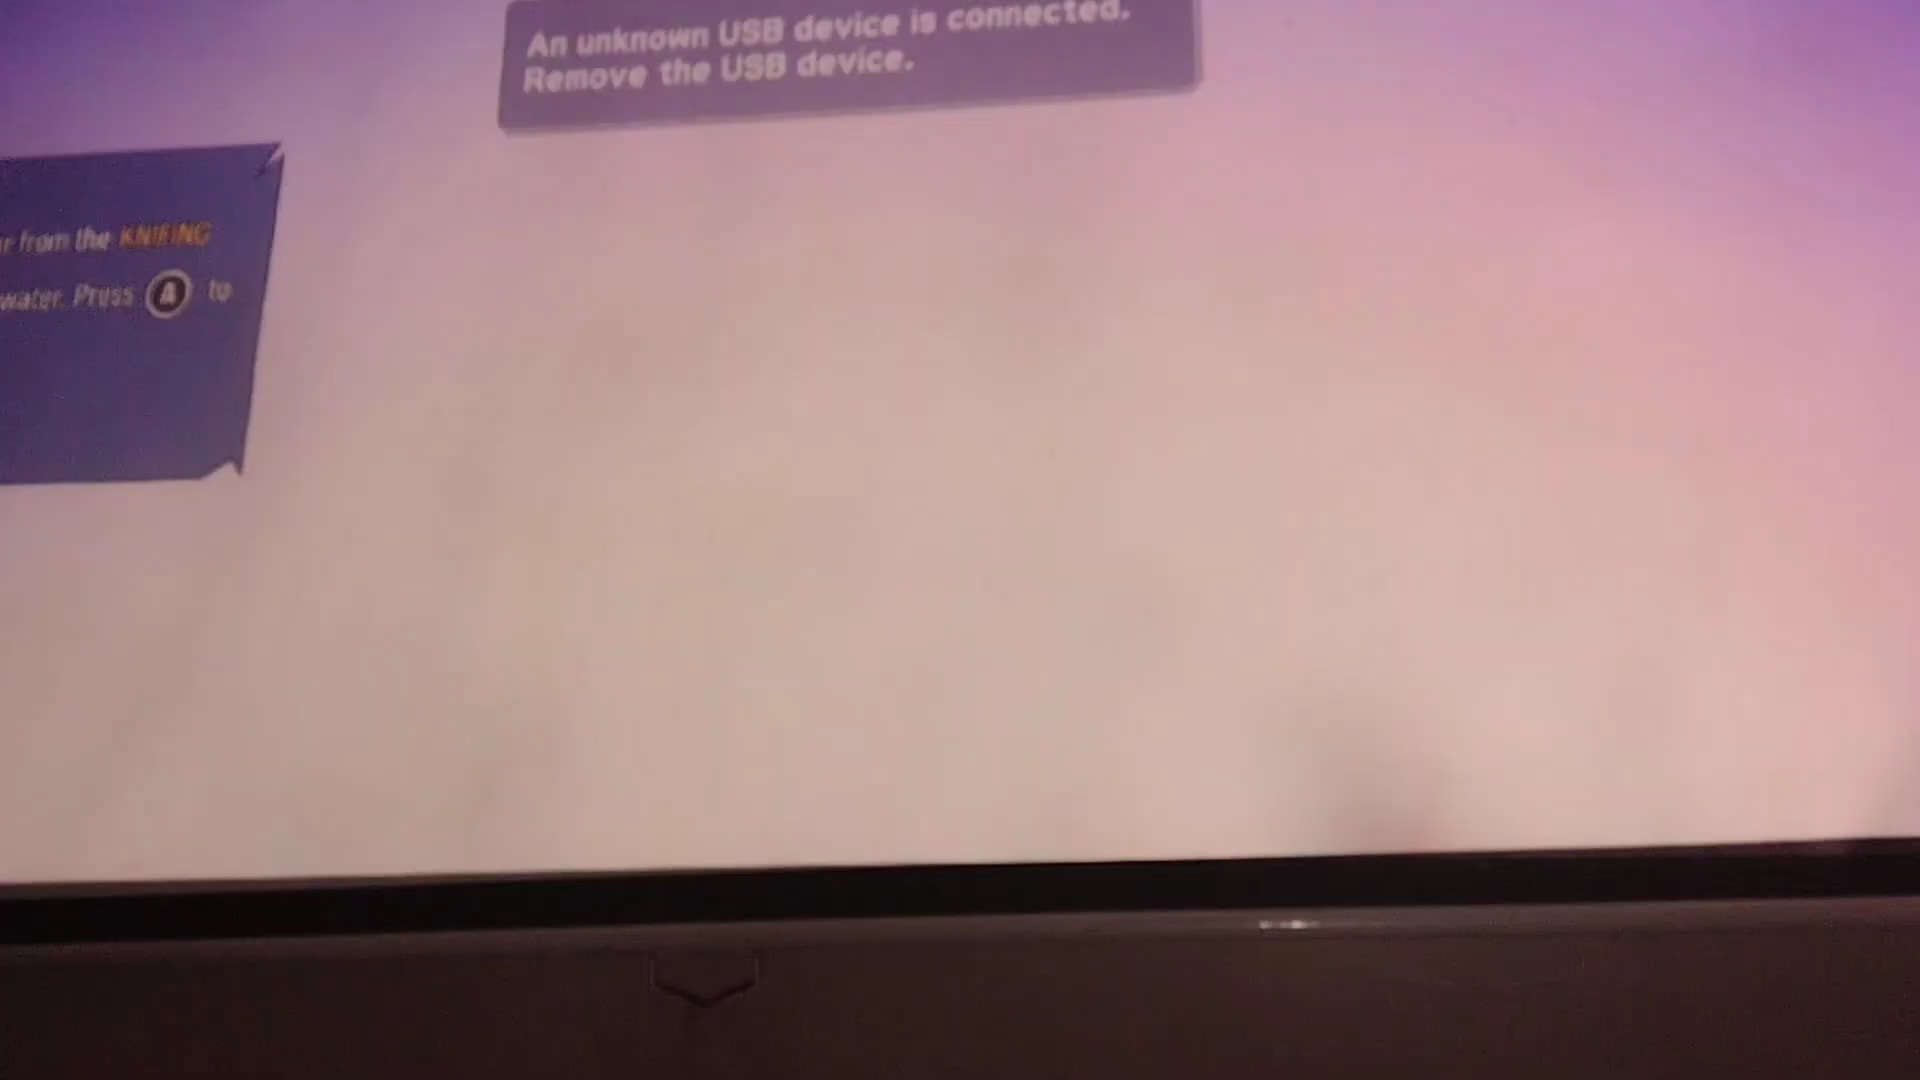 An unknown USB device is connected.
Remove the USB device.
from the KNIFING
water. Press A to